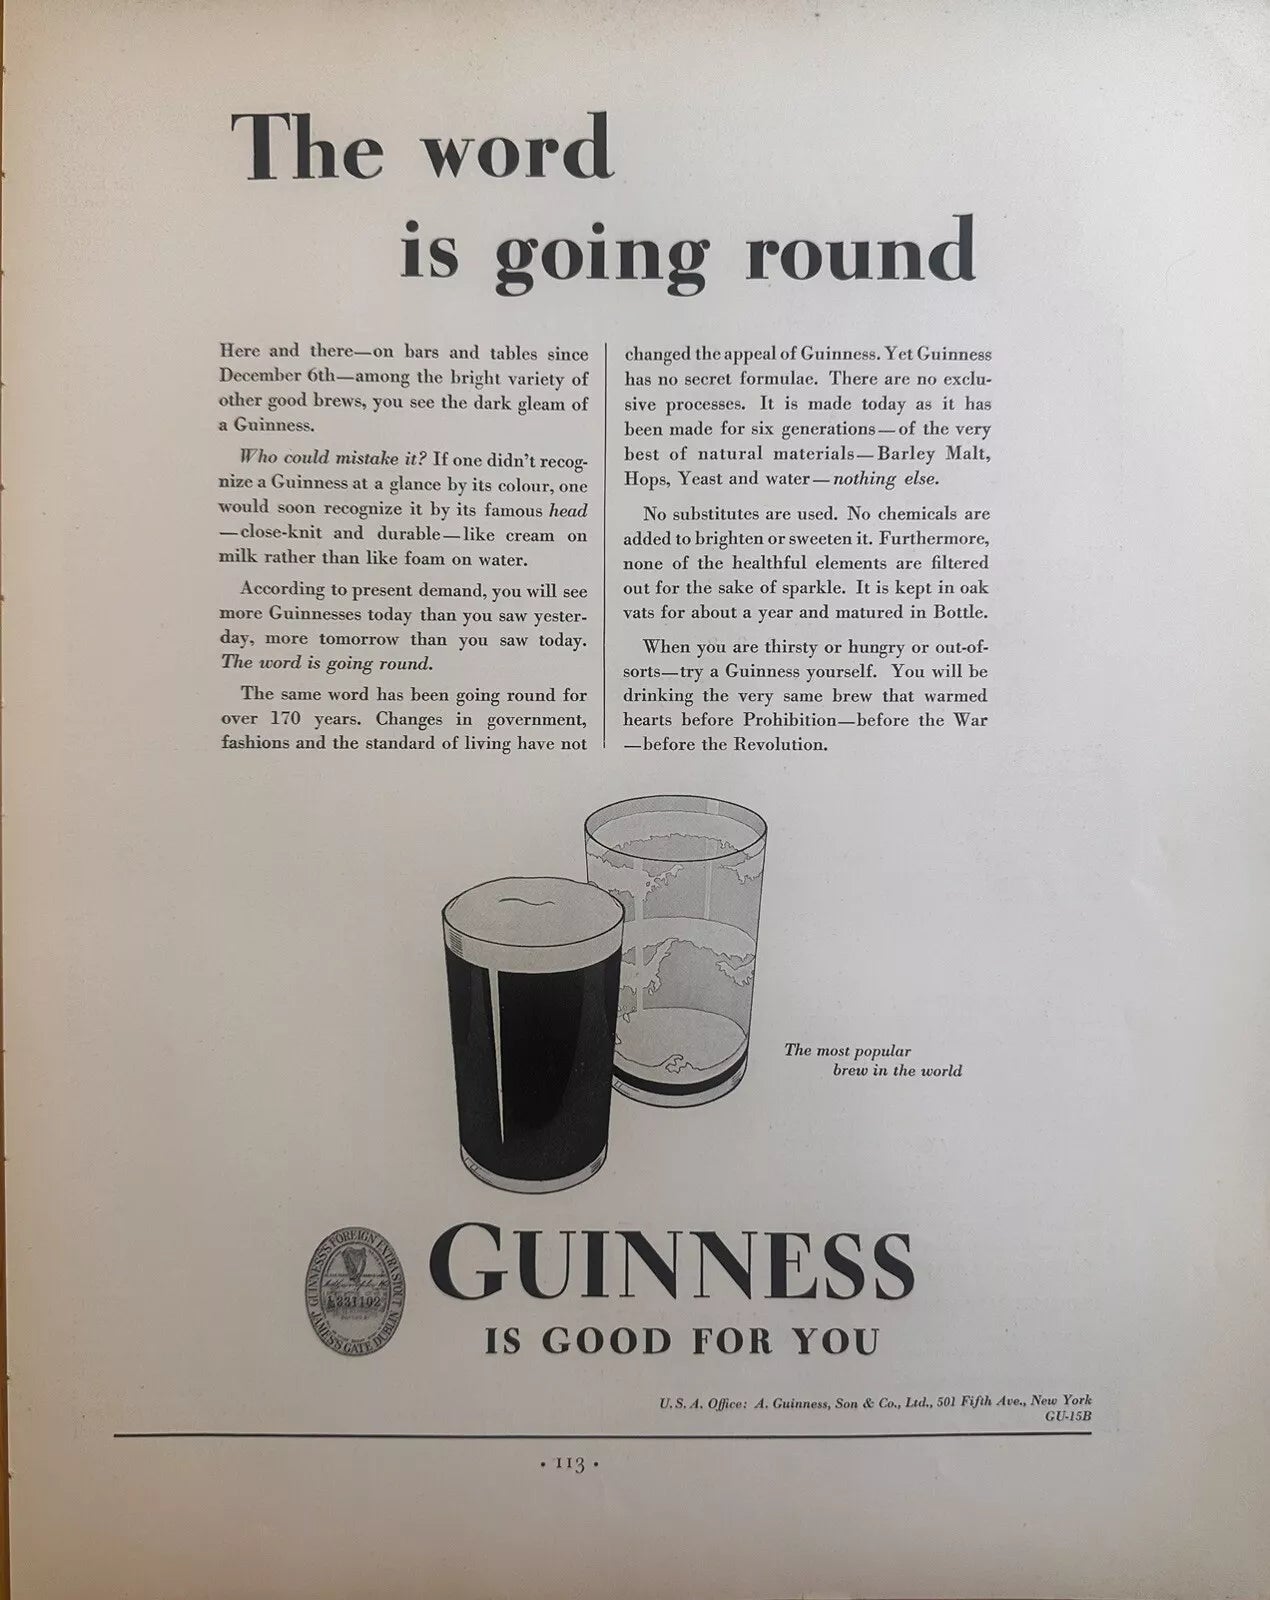 The word
is going round
Here and there—on bars and tables since
December 6th—among the bright variety of
other good brews, you see the dark gleam of
a Guinness.
Who could mistake it? If one didn't recog-
nize a Guinness at a glance by its colour, one
would soon recognize it by its famous head
—close-knit and durable—like cream on
milk rather than like foam on water.
According to present demand, you will see
more Guinnesses today than you saw yester-
day, more tomorrow than you saw today.
The word is going round.
The same word has been going round for
over 170 years. Changes in government,
fashions and the standard of living have not
changed the appeal of Guinness. Yet Guinness
has no secret formulae. There are no exclu-
sive processes. It is made today as it has
been made for six generations—of the very
best of natural materials—Barley Malt,
Hops, Yeast and water—nothing else.
No substitutes are used. No chemicals are
added to brighten or sweeten it. Furthermore,
none of the healthful elements are filtered
out for the sake of sparkle. It is kept in oak
vats for about a year and matured in Bottle.
When you are thirsty or hungry or out-of-
sorts—try a Guinness yourself. You will be
drinking the very same brew that warmed
hearts before Prohibition—before the War
—before the Revolution.
The most popular
brew in the world
GUINNESS'S FOREIGN EXTRA STOUT
JAMES'S GATE DUBLIN
GUINNESS
IS GOOD FOR YOU
U. S. A. Office: A. Guinness, Son & Co., Ltd., 501 Fifth Ave., New York
GU-15B
• 113 •